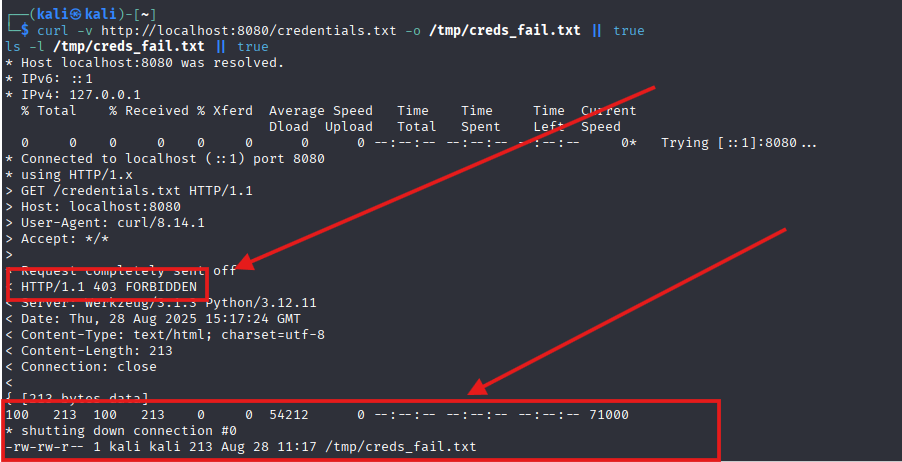 ┌──(kali㉿kali)-[~]
└─$ curl -v http://localhost:8080/credentials.txt -o /tmp/creds_fail.txt || true
ls -l /tmp/creds_fail.txt || true
* Host localhost:8080 was resolved.
* IPv6: ::1
* IPv4: 127.0.0.1
  % Total    % Received % Xferd  Average Speed   Time    Time     Time  Current
                                 Dload  Upload   Total   Spent    Left  Speed
  0     0    0     0    0     0      0      0 --:--:-- --:--:-- --:--:--     0*   Trying [::1]:8080...
* Connected to localhost (::1) port 8080
* using HTTP/1.x
> GET /credentials.txt HTTP/1.1
> Host: localhost:8080
> User-Agent: curl/8.14.1
> Accept: */*
>
* Request completely sent off
< HTTP/1.1 403 FORBIDDEN
< Server: Werkzeug/3.1.3 Python/3.12.11
< Date: Thu, 28 Aug 2025 15:17:24 GMT
< Content-Type: text/html; charset=utf-8
< Content-Length: 213
< Connection: close
<
{ [213 bytes data]
100   213  100   213    0     0  54212      0 --:--:-- --:--:-- --:--:-- 71000
* shutting down connection #0
-rw-rw-r-- 1 kali kali 213 Aug 28 11:17 /tmp/creds_fail.txt